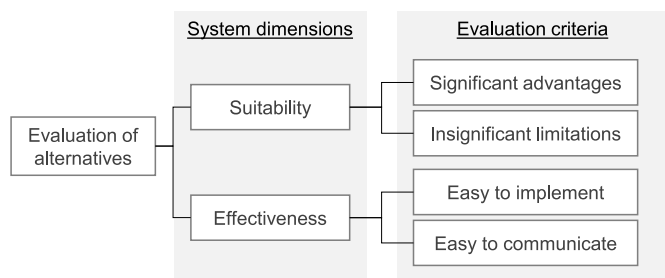 System dimensions
Evaluation criteria
Evaluation of
alternatives
Suitability
Significant advantages
Insignificant limitations
Effectiveness
Easy to implement
Easy to communicate